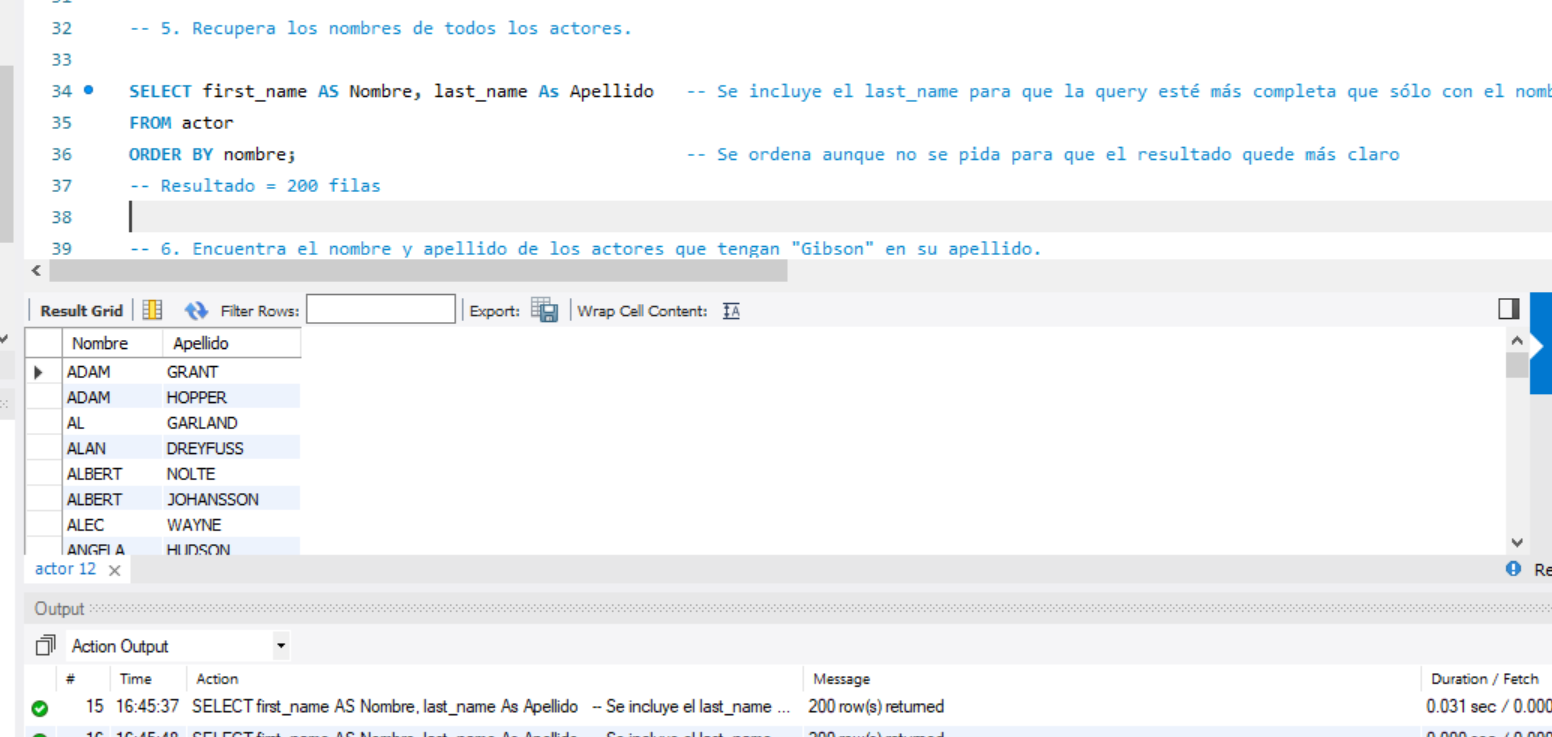 32 -- 5. Recupera los nombres de todos los actores.
33
34 SELECT first_name AS Nombre, last_name As Apellido -- Se incluye el last_name para que la query esté más completa que sólo con el nomb
35 FROM actor
36 ORDER BY nombre; -- Se ordena aunque no se pida para que el resultado quede más claro
37 -- Resultado = 200 filas
38
39 -- 6. Encuentra el nombre y apellido de los actores que tengan "Gibson" en su apellido.
Result Grid Filter Rows: Export: Wrap Cell Content: IA
Nombre Apellido
ADAM GRANT
ADAM HOPPER
AL GARLAND
ALAN DREYFUSS
ALBERT NOLTE
ALBERT JOHANSSON
ALEC WAYNE
ANGELA HUDSON
actor 12 Re
Output
Action Output
# Time Action Message Duration / Fetch
15 16:45:37 SELECT first_name AS Nombre, last_name As Apellido -- Se incluye el last_name ... 200 row(s) returned 0.031 sec / 0.000
16 16:45:48 SELECT first_name AS Nombre, last_name As Apellido -- Se incluye el last_name ... 200 row(s) returned 0.000 sec / 0.000